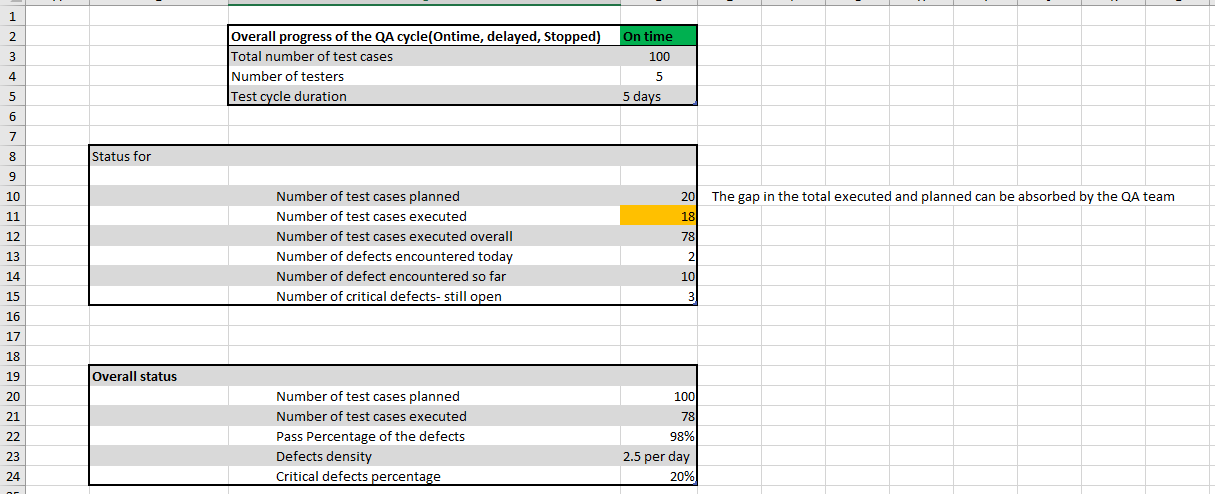 1
2 Overall progress of the QA cycle(Ontime, delayed, Stopped) On time
3 Total number of test cases 100
4 Number of testers 5
5 Test cycle duration 5 days
6
7
8 Status for
9
10 Number of test cases planned 20 The gap in the total executed and planned can be absorbed by the QA team
11 Number of test cases executed 18
12 Number of test cases executed overall 78
13 Number of defects encountered today 2
14 Number of defect encountered so far 10
15 Number of critical defects- still open 3
16
17
18
19 Overall status
20 Number of test cases planned 100
21 Number of test cases executed 78
22 Pass Percentage of the defects 98%
23 Defects density 2.5 per day
24 Critical defects percentage 20%